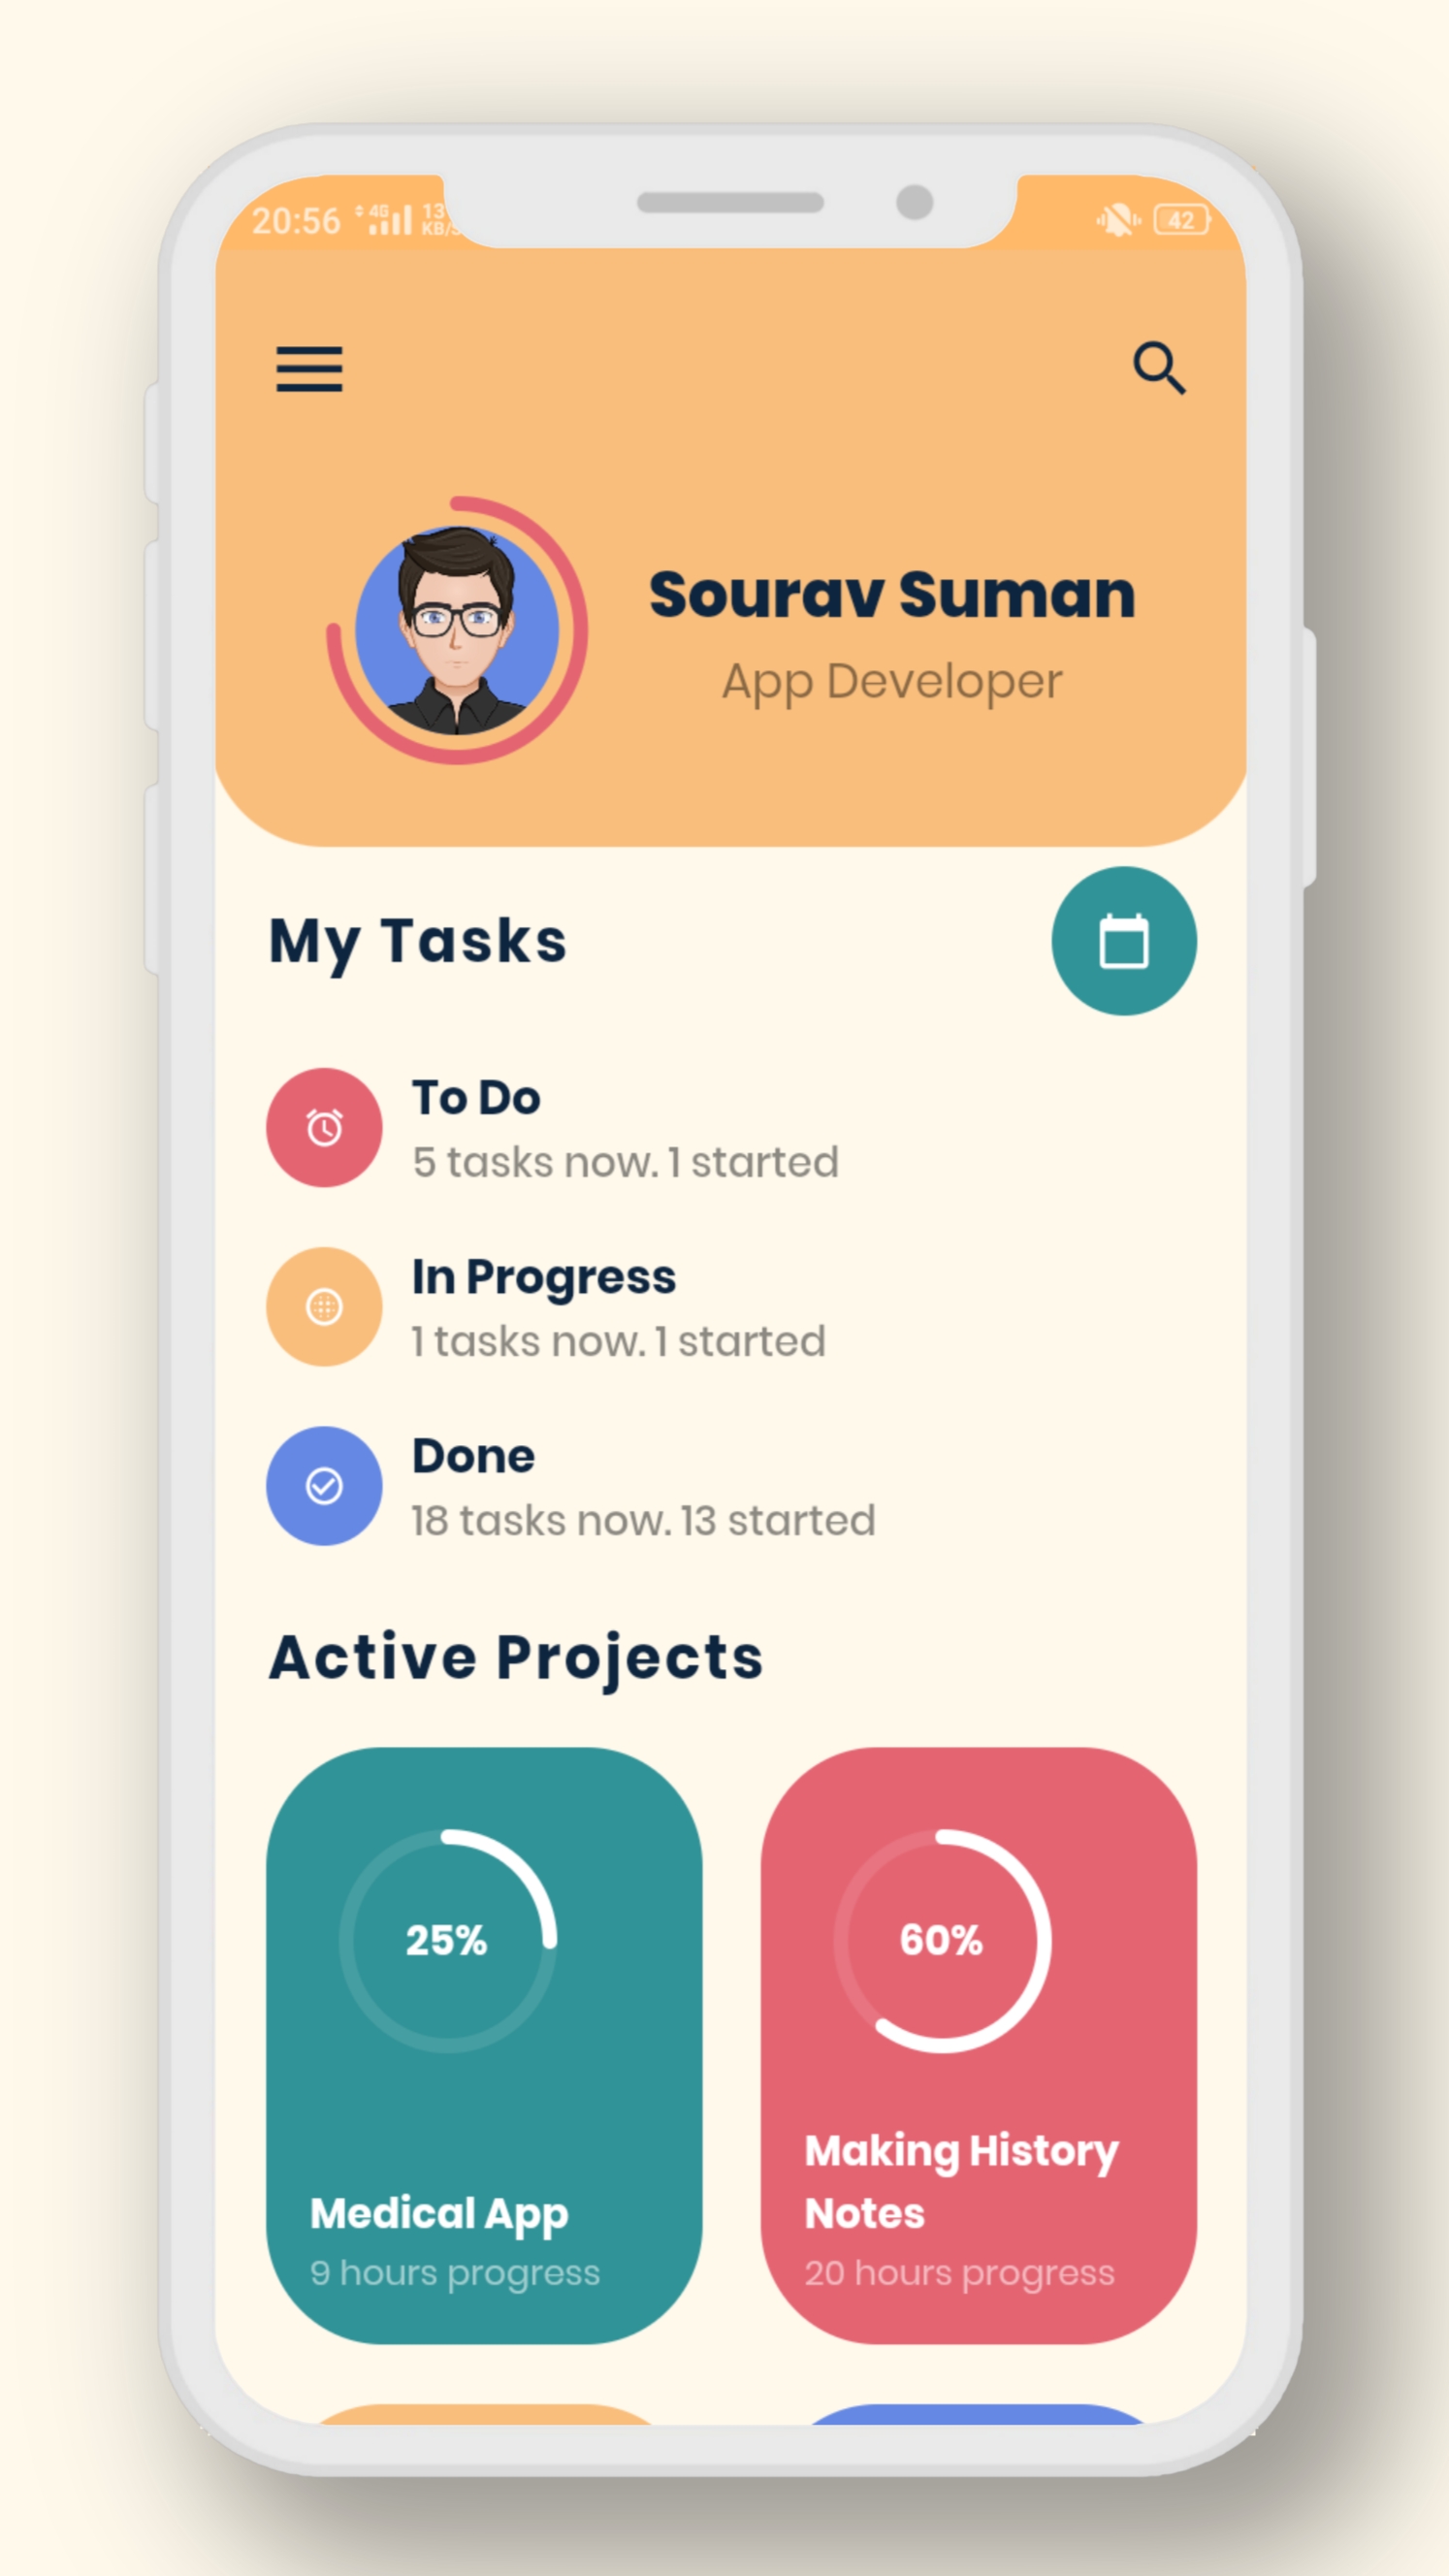 20:56 4G 13
KB/S 42
Sourav Suman
App Developer
My Tasks
To Do
5 tasks now. 1 started
In Progress
1 tasks now. 1 started
Done
18 tasks now. 13 started
Active Projects
25%
60%
Making History
Notes
Medical App
9 hours progress
20 hours progress